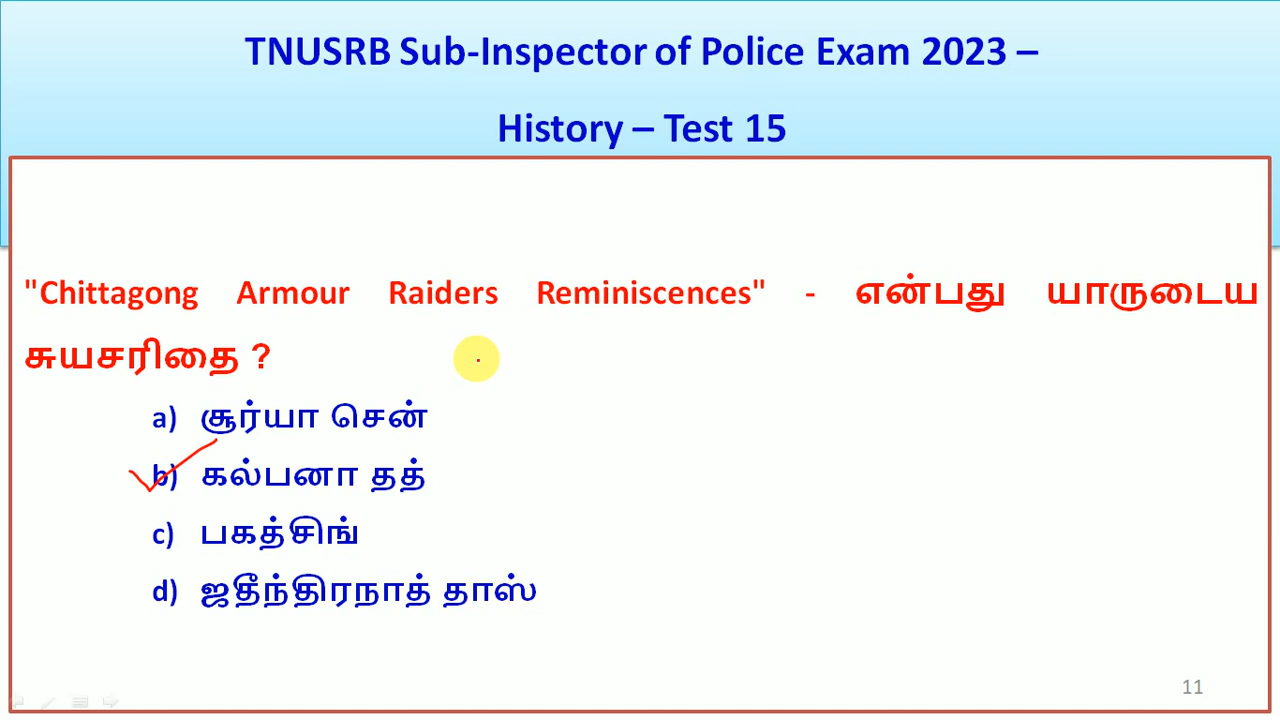 TNUSRB Sub-Inspector of Police Exam 2023 –
History – Test 15
"Chittagong Armour Raiders Reminiscences" - என்பது யாருடைய
சுயசரிதை ?
a) சூர்யா சென்
b) கல்பனா தத்
c) பகத்சிங்
d) ஜதீந்திரநாத் தாஸ்
11